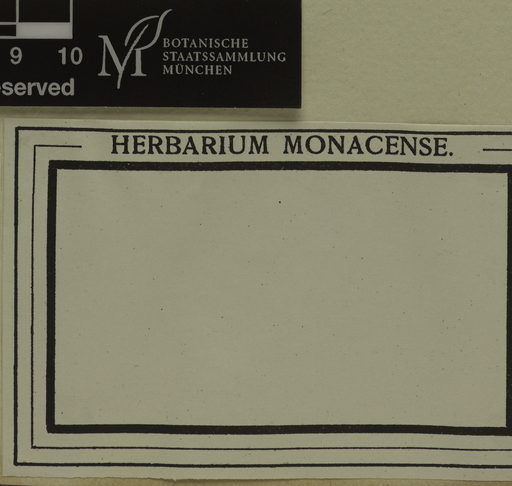 9 10
BOTANISCHE
STAATSSAMMLUNG
MÜNCHEN
served
HERBARIUM MONACENSE.